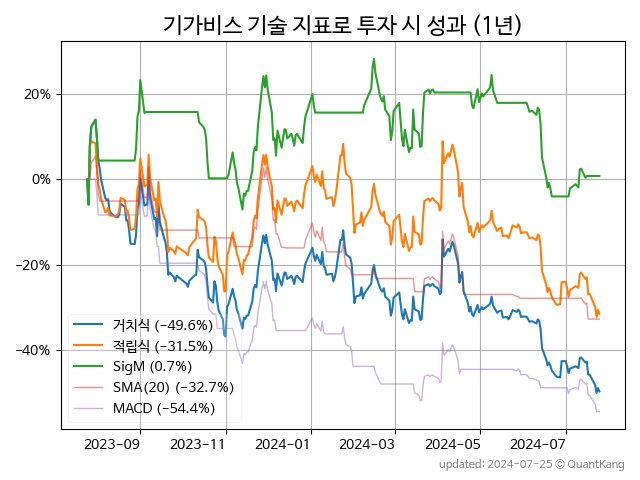 기가비스 기술 지표로 투자 시 성과 (1년)
20%
0%
−20%
−40%
거치식 (−49.6%)
적립식 (−31.5%)
SigM (0.7%)
SMA(20) (−32.7%)
MACD (−54.4%)
2023-09
2023-11
2024-01
2024-03
2024-05
2024-07
updated: 2024-07-25 © QuantKang